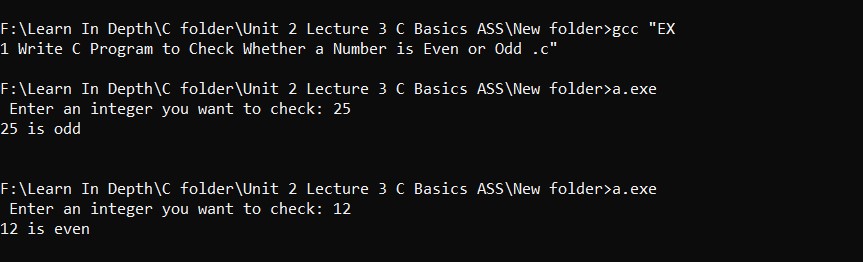 F:\Learn In Depth\C folder\Unit 2 Lecture 3 C Basics ASS\New folder>gcc "EX
1 Write C Program to Check Whether a Number is Even or Odd .c"
F:\Learn In Depth\C folder\Unit 2 Lecture 3 C Basics ASS\New folder>a.exe
 Enter an integer you want to check: 25
25 is odd
F:\Learn In Depth\C folder\Unit 2 Lecture 3 C Basics ASS\New folder>a.exe
 Enter an integer you want to check: 12
12 is even